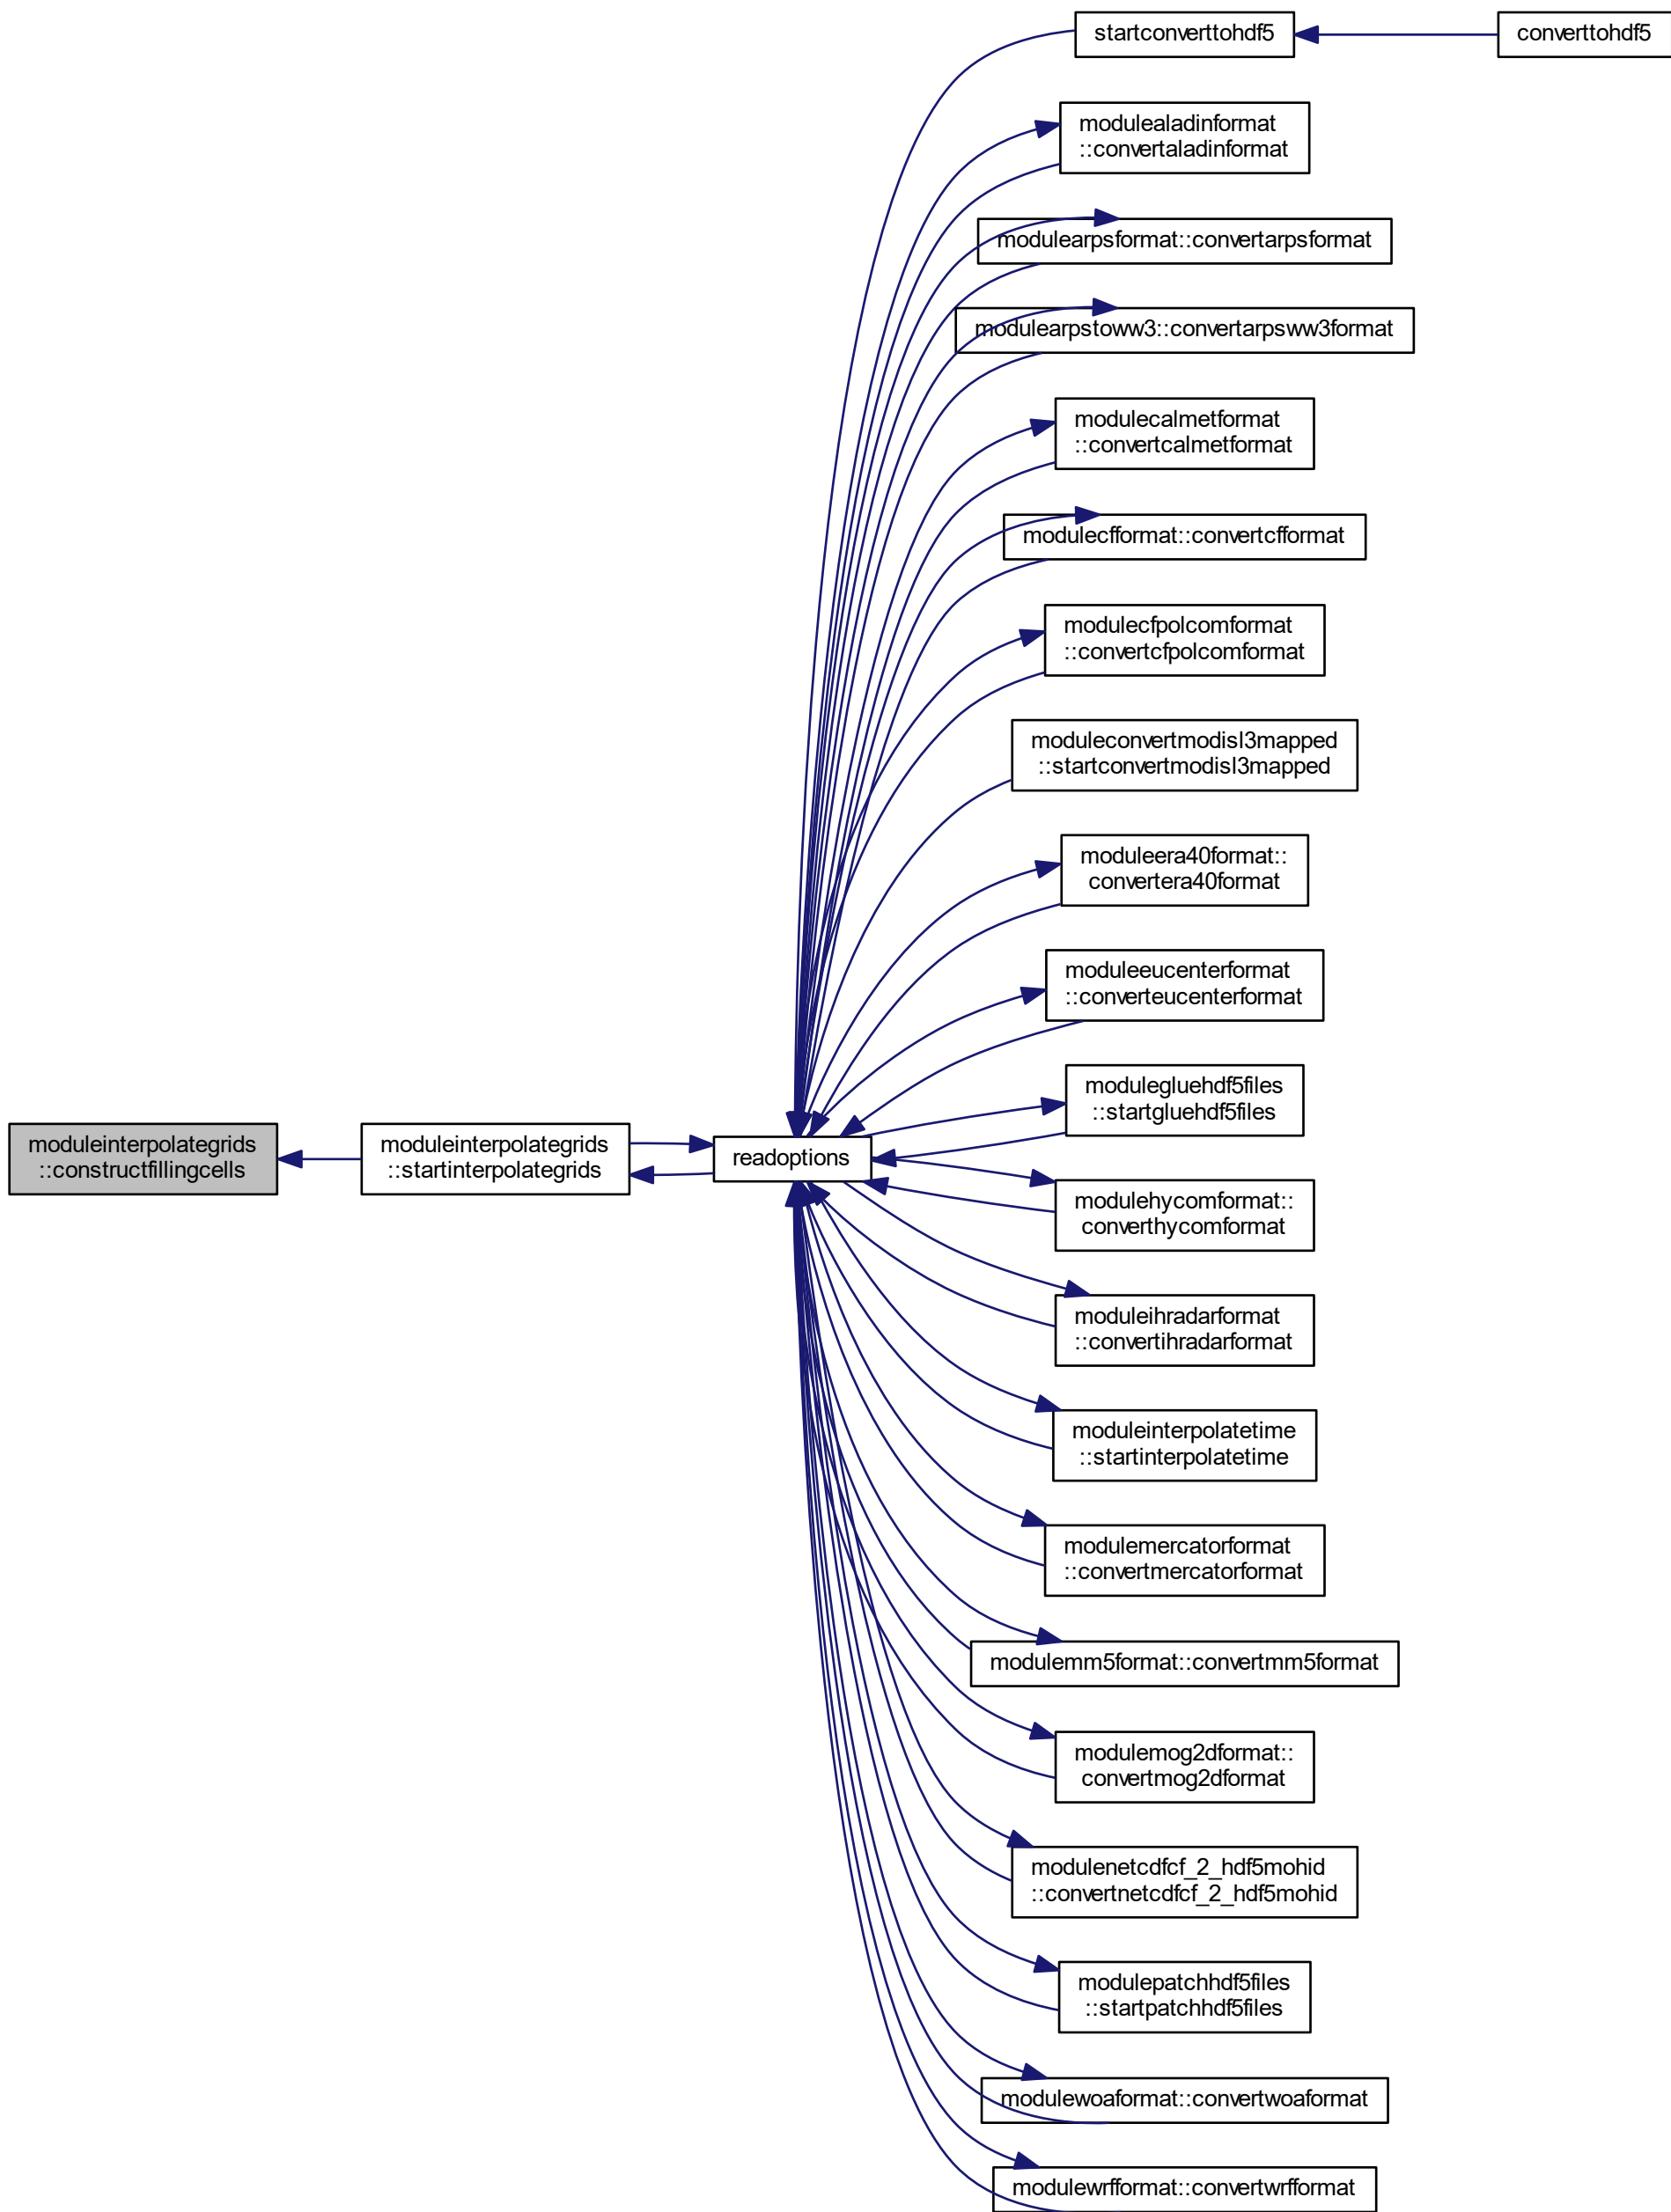 startconverttohdf5
converttohdf5
modulealadinformat
::convertaladinformat
modulearpsformat::convertarpsformat
modulearpstoww3::convertarpsww3format
modulecalmetformat
::convertcalmetformat
modulecfformat::convertcfformat
modulecfpolcomformat
::convertcfpolcomformat
moduleconvertmodisl3mapped
::startconvertmodisl3mapped
moduleera40format::
convertera40format
moduleeucenterformat
::converteucenterformat
modulegluehdf5files
::startgluehdf5files
moduleinterpolategrids
::constructfillingcells
moduleinterpolategrids
::startinterpolategrids
readoptions
modulehycomformat::
converthycomformat
moduleihradarformat
::convertihradarformat
moduleinterpolatetime
::startinterpolatetime
modulemercatorformat
::convertmercatorformat
modulemm5format::convertmm5format
modulemog2dformat::
convertmog2dformat
modulenetcdfcf_2_hdf5mohid
::convertnetcdfcf_2_hdf5mohid
modulepatchhdf5files
::startpatchhdf5files
modulewoaformat::convertwoaformat
modulewrfformat::convertwrfformat